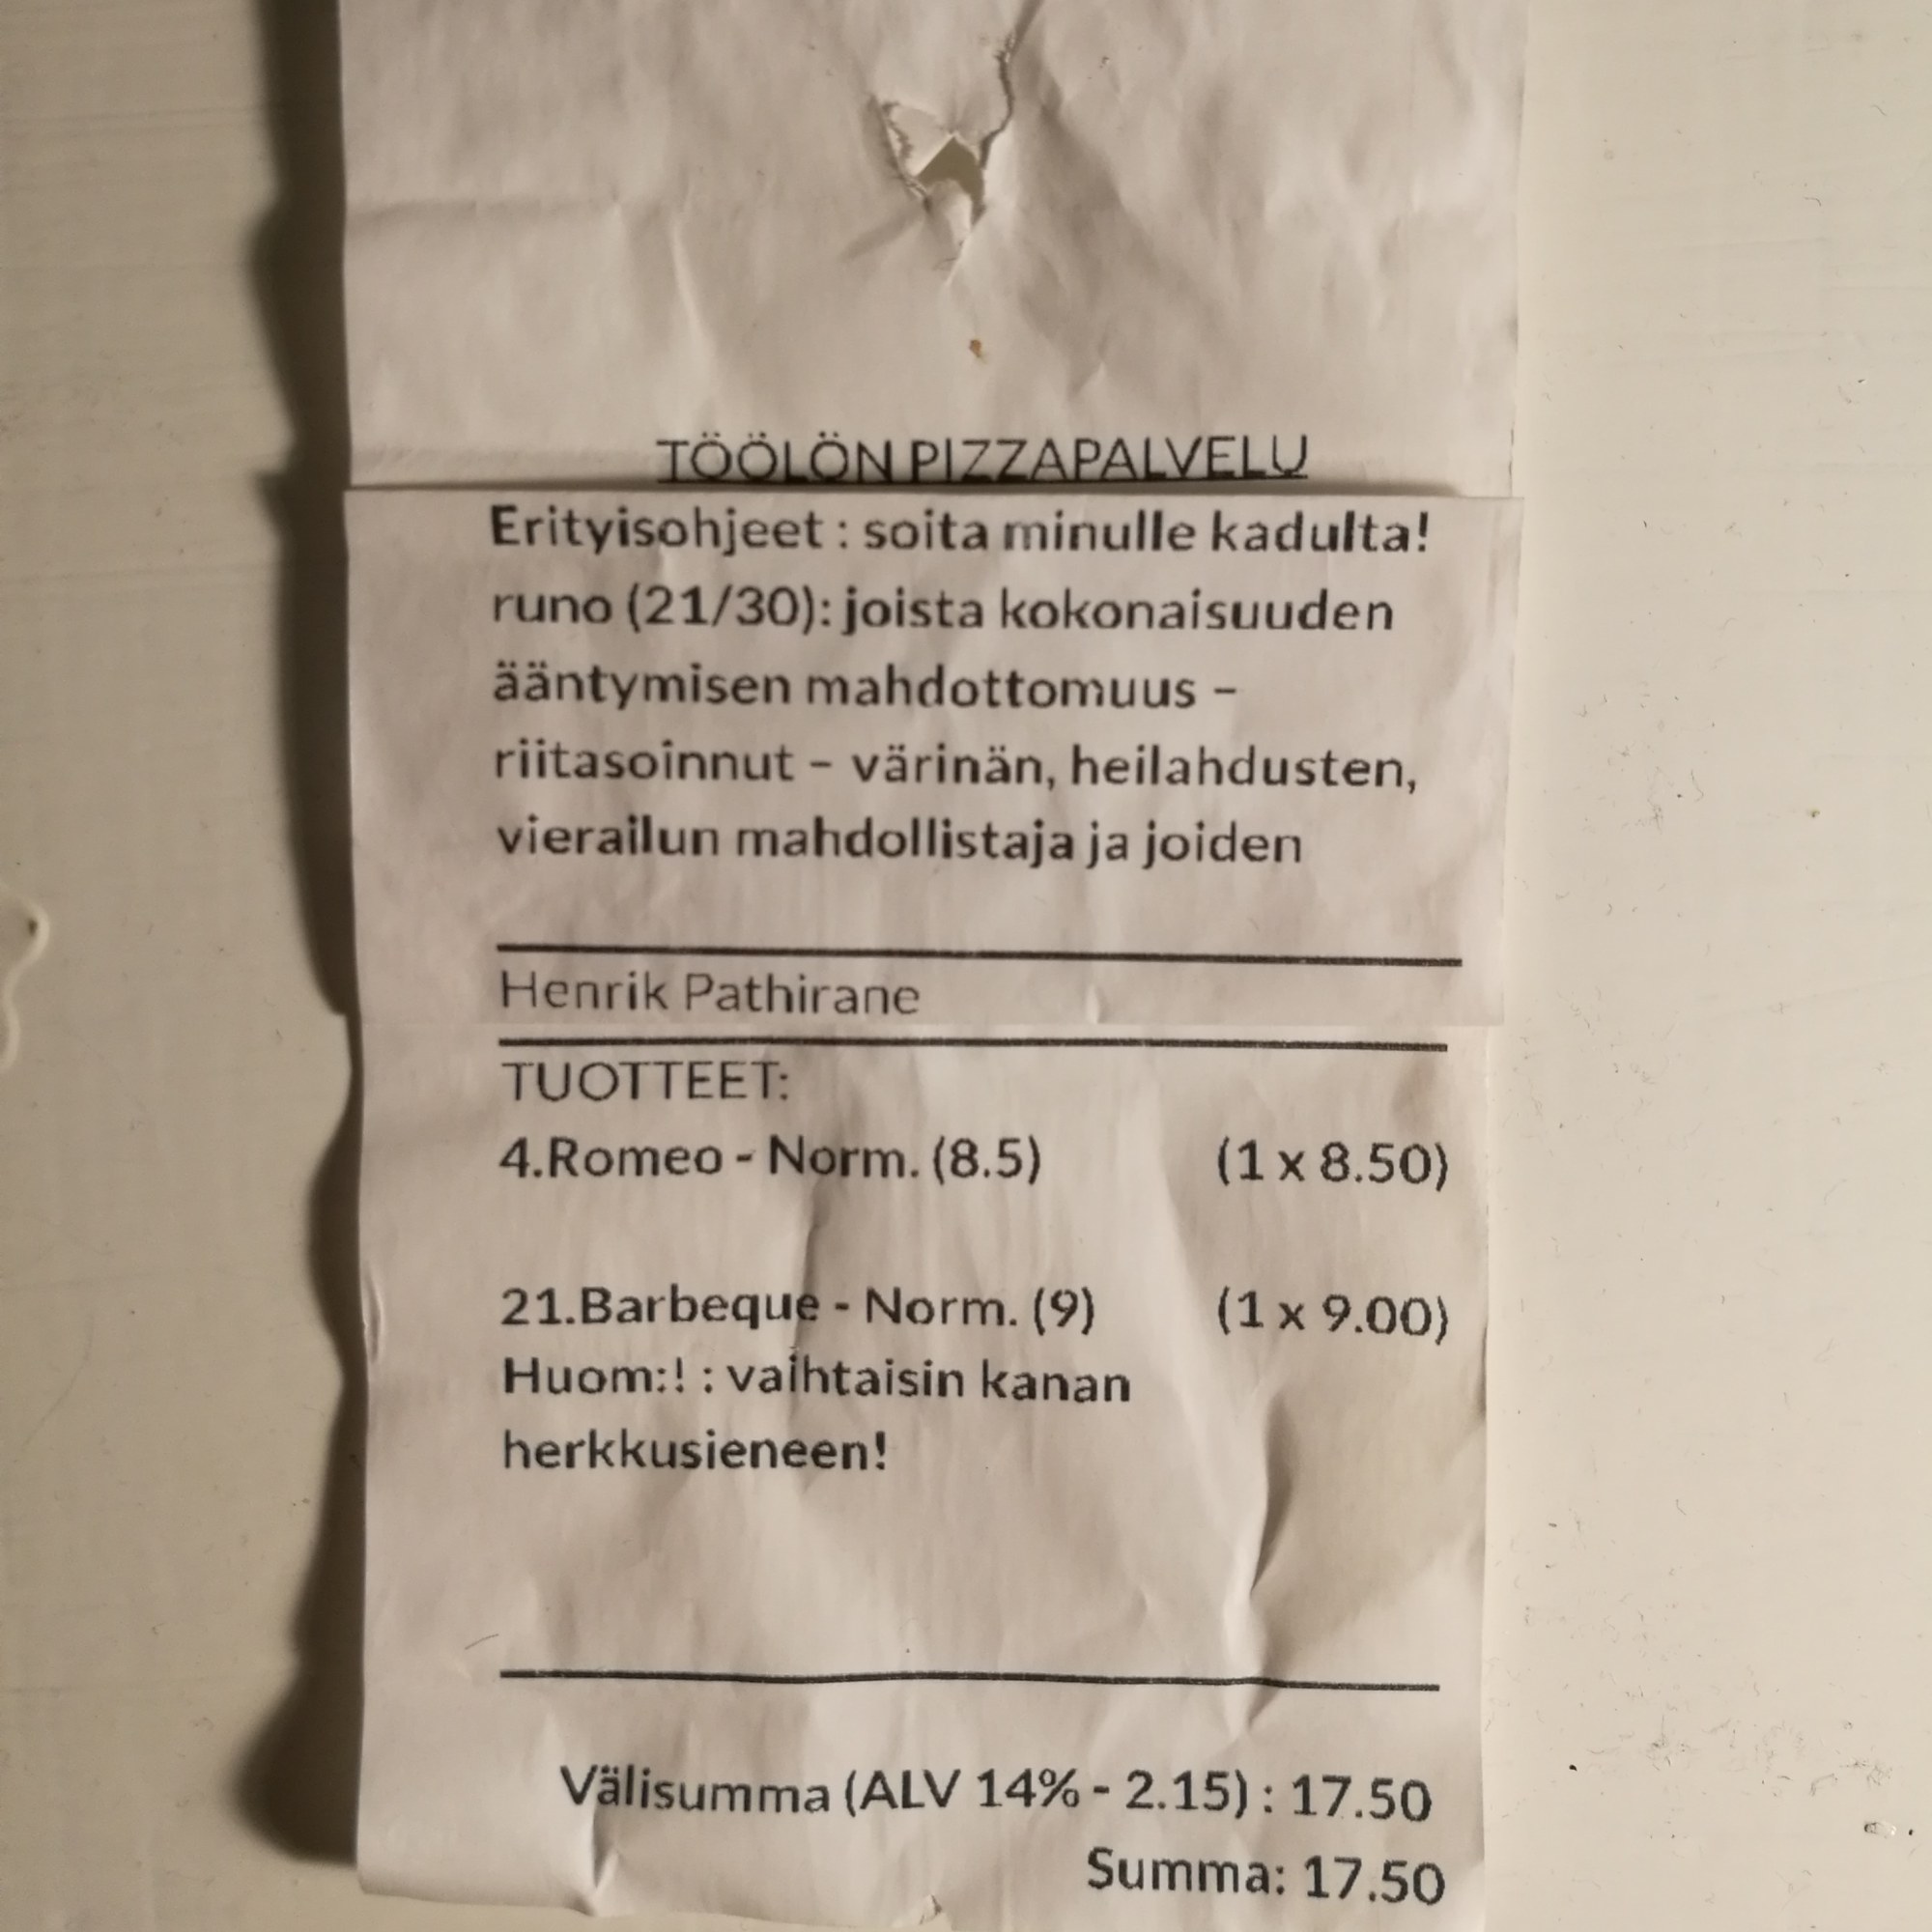 TÖÖLÖN PIZZAPALVELU
Erityisohjeet : soita minulle kadulta!
runo (21/30): joista kokonaisuuden
ääntymisen mahdottomuus –
riitasoinnut – värinän, heilahdusten,
vierailun mahdollistaja ja joiden
Henrik Pathirane
TUOTTEET:
4.Romeo - Norm. (8.5) (1 x 8.50)
21.Barbeque - Norm. (9) (1 x 9.00)
Huom:! : vaihtaisin kanan
herkkusieneen!
Välisumma (ALV 14% - 2.15) : 17.50
Summa: 17.50